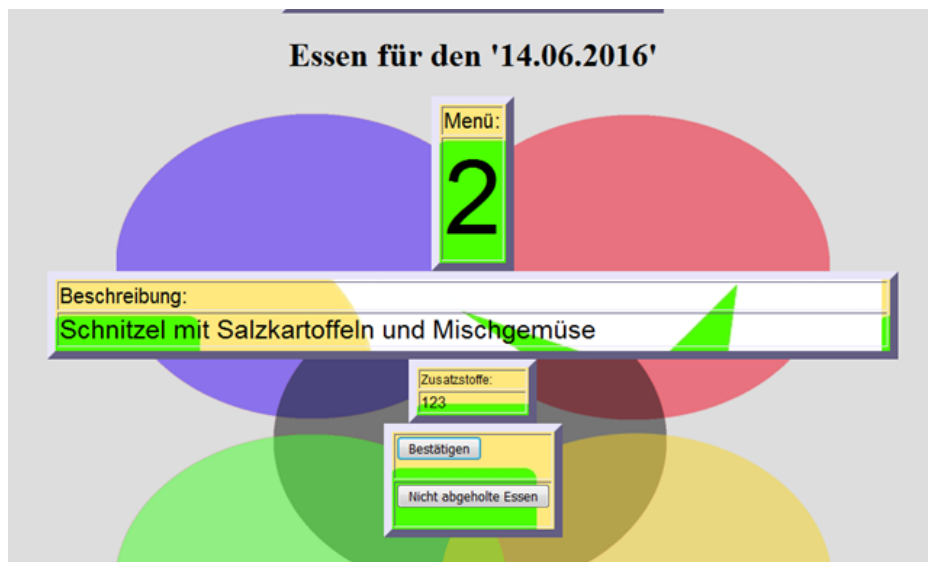 Essen für den '14.06.2016'
Menü:
2
Beschreibung:
Schnitzel mit Salzkartoffeln und Mischgemüse
Zusatzstoffe:
123
Bestätigen
Nicht abgeholte Essen